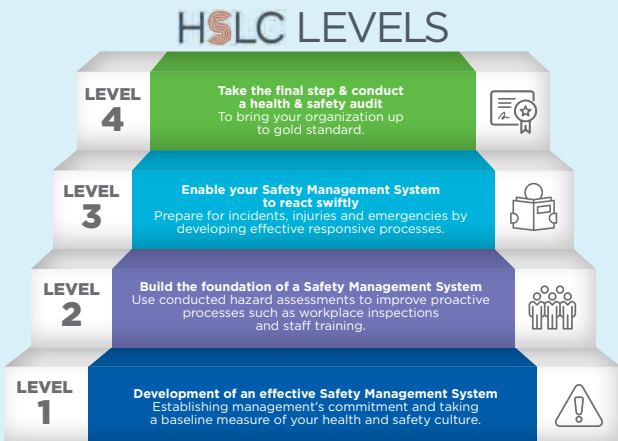 HSLC LEVELS
LEVEL
4
Take the final step & conduct
a health & safety audit
To bring your organization up
to gold standard.
LEVEL
3
Enable your Safety Management System
to react swiftly
Prepare for incidents, injuries and emergencies by
developing effective responsive processes.
LEVEL
2
Build the foundation of a Safety Management System
Use conducted hazard assessments to improve proactive
processes such as workplace inspections
and staff training.
LEVEL
1
Development of an effective Safety Management System
Establishing management’s commitment and taking
a baseline measure of your health and safety culture.